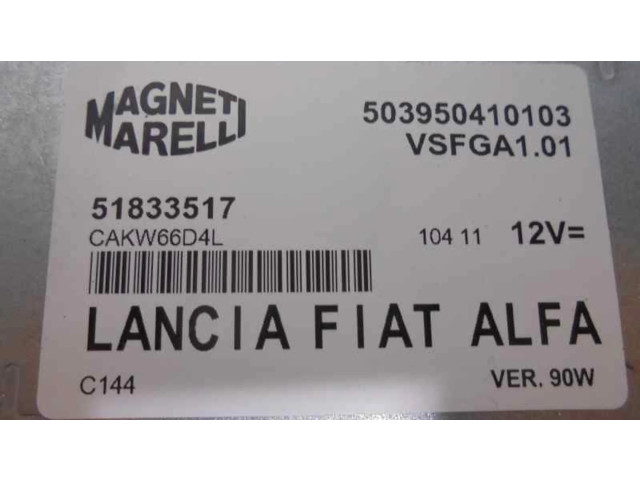 MAGNETI
MARELLI
503950410103
VSFGA1.01
51833517
CAKW66D4L
104 11 12V=
LANCIA FIAT ALFA
C144
VER. 90W